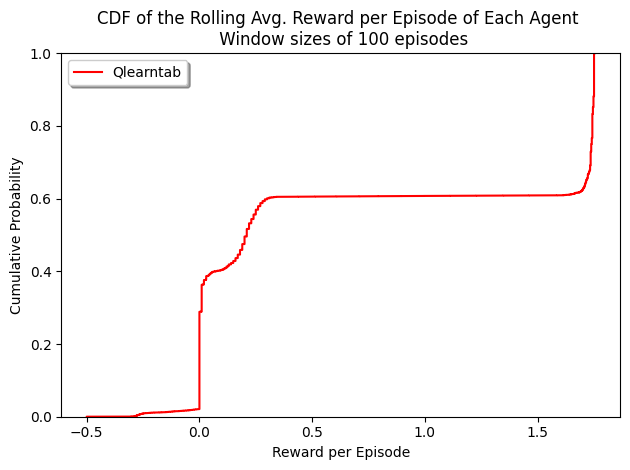 CDF of the Rolling Avg. Reward per Episode of Each Agent
Window sizes of 100 episodes
Qlearntab
1.0
0.8
0.6
0.4
0.2
0.0
Cumulative Probability
−0.5 0.0 0.5 1.0 1.5
Reward per Episode